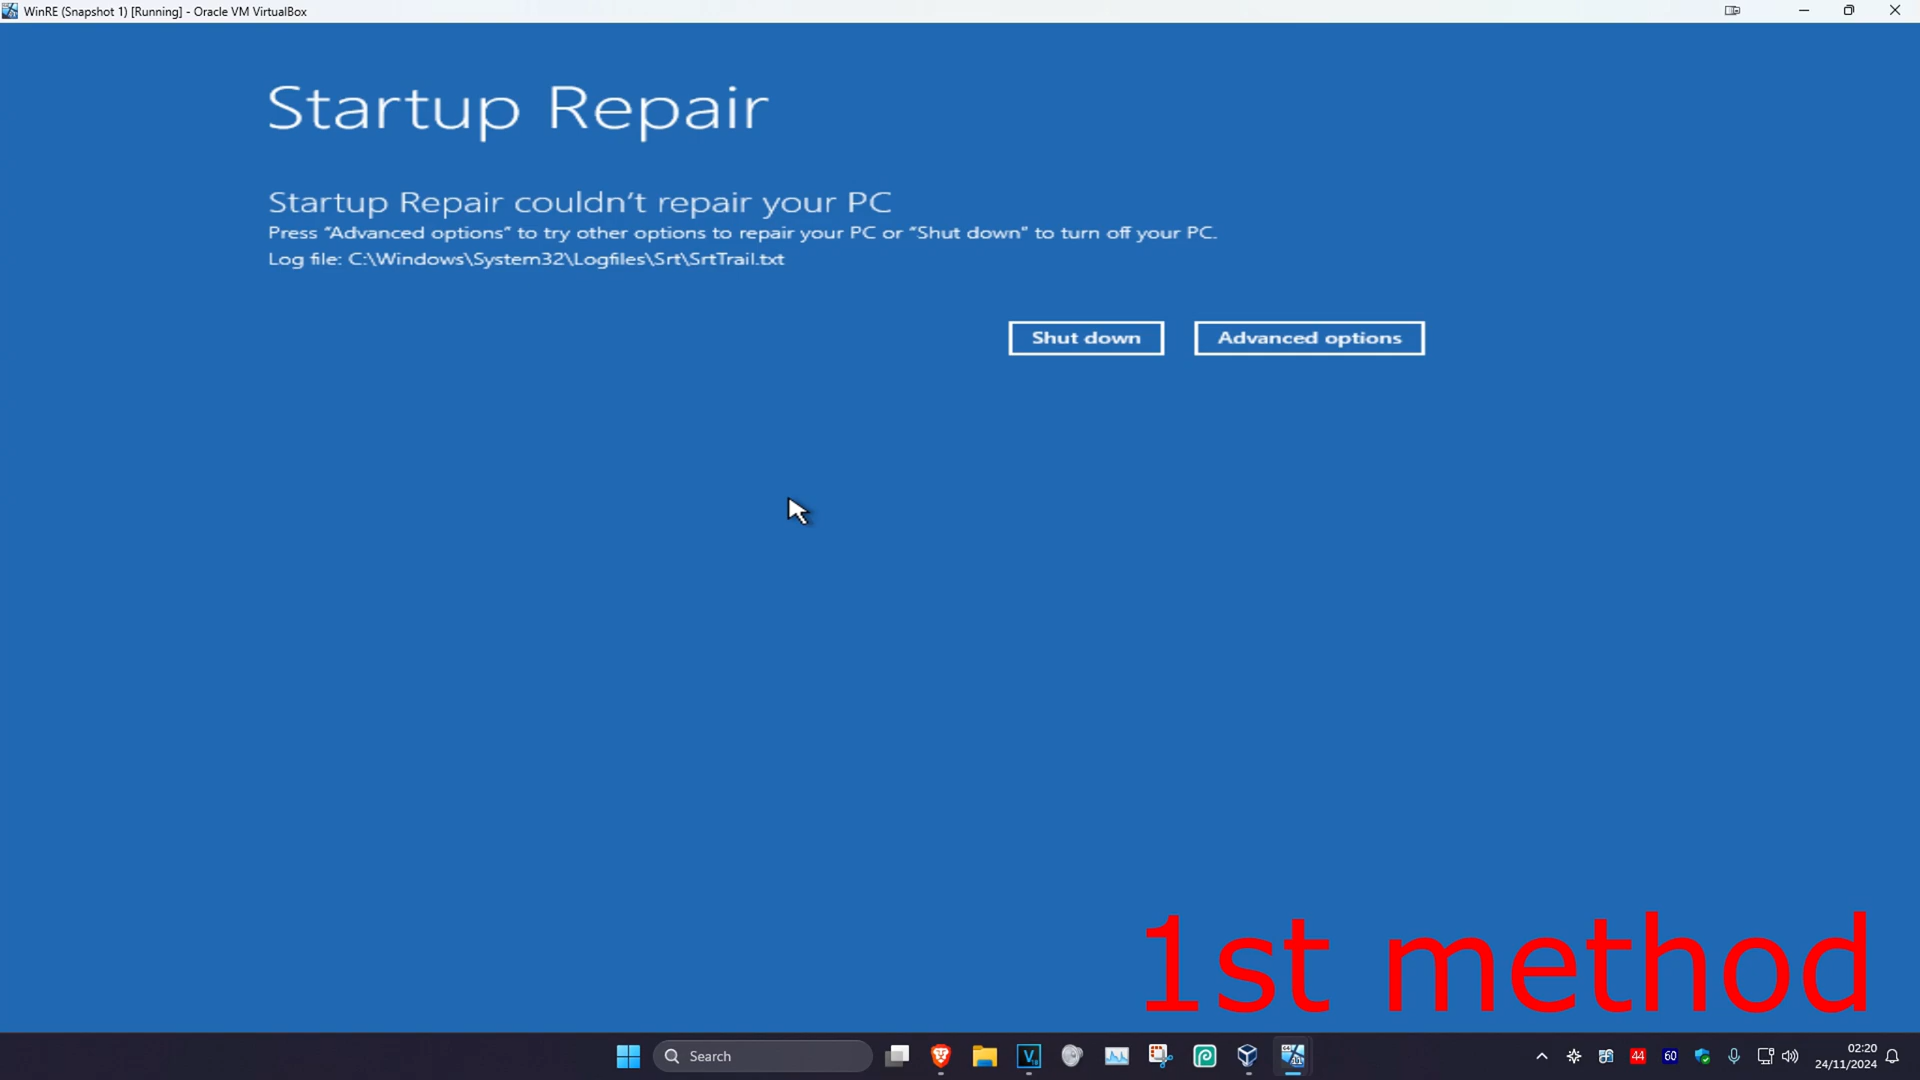 WinRE (Snapshot 1) [Running] - Oracle VM VirtualBox
Startup Repair
Startup Repair couldn't repair your PC
Press “Advanced options” to try other options to repair your PC or “Shut down” to turn off your PC.
Log file: C:\Windows\System32\Logfiles\Srt\SrtTrail.txt
Shut down
Advanced options
1st method
Search
44
60
02:20
24/11/2024